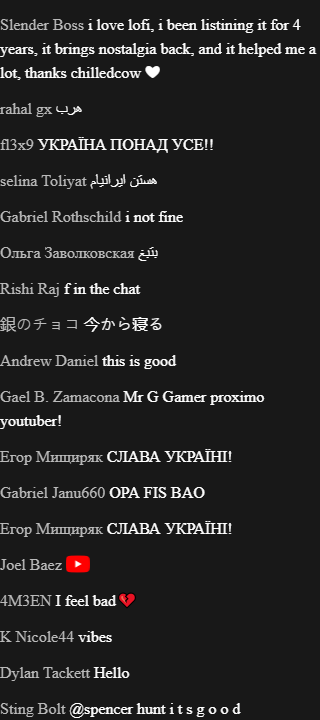 Slender Boss i love lofi, i been listining it for 4
years, it brings nostalgia back, and it helped me a
lot, thanks chilledcow 🤍
rahal gx هرب
fl3x9 УКРАЇНА ПОНАД УСЕ!!
selina Toliyat هستن ایرانیام
Gabriel Rothschild i not fine
Ольга Заволковская بتبغ
Rishi Raj f in the chat
銀のチョコ 今から寝る
Andrew Daniel this is good
Gael B. Zamacona Mr G Gamer proximo
youtuber!
Егор Мищиряк СЛАВА УКРАЇНІ!
Gabriel Janu660 OPA FIS BAO
Егор Мищиряк СЛАВА УКРАЇНІ!
Joel Baez
4M3EN I feel bad 💔
K Nicole44 vibes
Dylan Tackett Hello
Sting Bolt @spencer hunt i t s g o o d